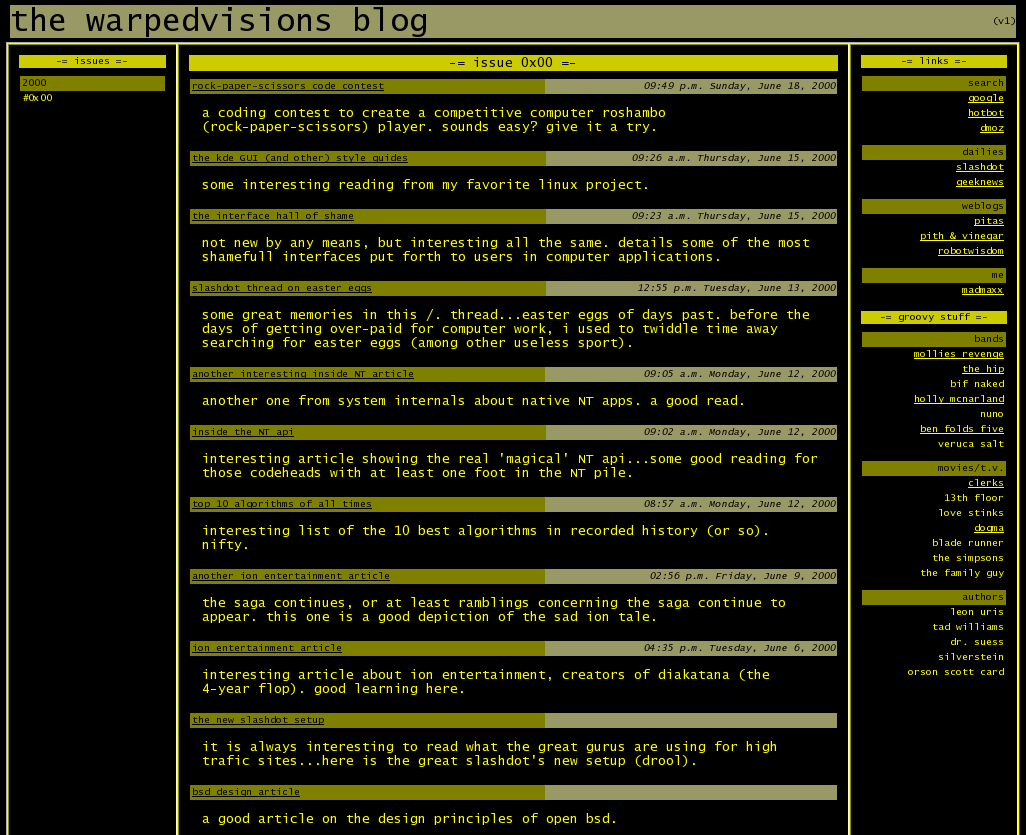 the warpedvisions blog
(v1)
-= issues =-
2000
#0x00
-= issue 0x00 =-
rock-paper-scissors code contest 09:49 p.m. Sunday, June 18, 2000
a coding contest to create a competitive computer roshambo
(rock-paper-scissors) player. sounds easy? give it a try.
the kde GUI (and other) style guides 09:26 a.m. Thursday, June 15, 2000
some interesting reading from my favorite linux project.
the interface hall of shame 09:23 a.m. Thursday, June 15, 2000
not new by any means, but interesting all the same. details some of the most
shamefull interfaces put forth to users in computer applications.
slashdot thread on easter eggs 12:55 p.m. Tuesday, June 13, 2000
some great memories in this /. thread...easter eggs of days past. before the
days of getting over-paid for computer work, i used to twiddle time away
searching for easter eggs (among other useless sport).
another interesting inside NT article 09:05 a.m. Monday, June 12, 2000
another one from system internals about native NT apps. a good read.
inside the NT api 09:02 a.m. Monday, June 12, 2000
interesting article showing the real 'magical' NT api...some good reading for
those codeheads with at least one foot in the NT pile.
top 10 algorithms of all times 08:57 a.m. Monday, June 12, 2000
interesting list of the 10 best algorithms in recorded history (or so).
nifty.
another ion entertainment article 02:56 p.m. Friday, June 9, 2000
the saga continues, or at least ramblings concerning the saga continue to
appear. this one is a good depiction of the sad ion tale.
ion entertainment article 04:35 p.m. Tuesday, June 6, 2000
interesting article about ion entertainment, creators of diakatana (the
4-year flop). good learning here.
the new slashdot setup
it is always interesting to read what the great gurus are using for high
trafic sites...here is the great slashdot's new setup (drool).
bsd design article
a good article on the design principles of open bsd.
-= links =-
search
google
hotbot
dmoz
dailies
slashdot
geeknews
weblogs
pitas
pith & vinegar
robotwisdom
me
madmaxx
-= groovy stuff =-
bands
mollies revenge
the hip
bif naked
holly mcnarland
nuno
ben folds five
veruca salt
movies/t.v.
clerks
13th floor
love stinks
dogma
blade runner
the simpsons
the family guy
authors
leon uris
tad williams
dr. suess
silverstein
orson scott card